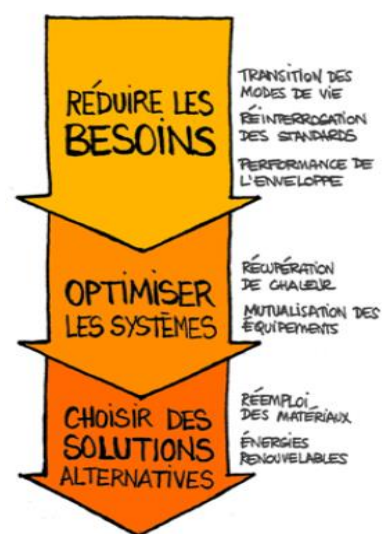 RÉDUIRE LES
BESOINS
TRANSITION DES
MODES DE VIE
RÉINTERROGATION
DES STANDARDS
PERFORMANCE DE
L'ENVELOPPE
OPTIMISER
LES SYSTÈMES
RÉCUPÉRATION
DE CHALEUR
MUTUALISATION DES
ÉQUIPEMENTS
CHOISIR DES
SOLUTIONS
ALTERNATIVES
RÉEMPLOI
DES MATÉRIAUX
ÉNERGIES
RENOUVELABLES